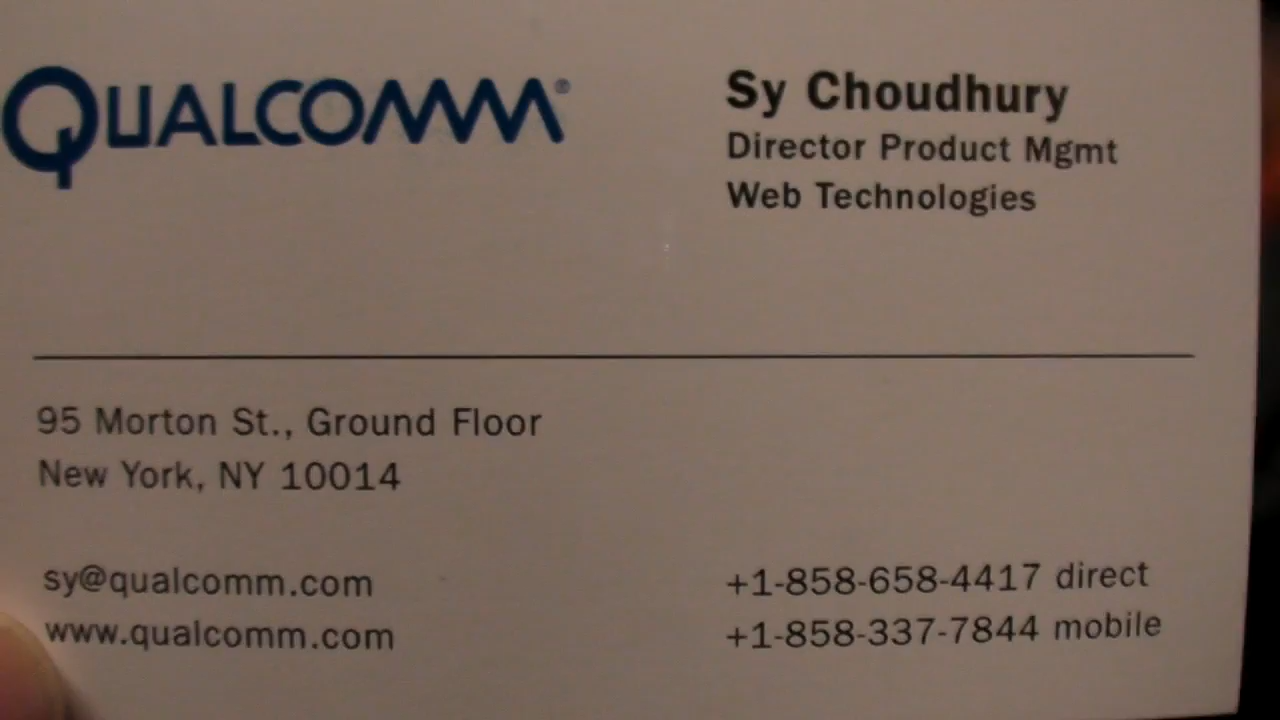 QUALCOMM®
Sy Choudhury
Director Product Mgmt
Web Technologies
95 Morton St., Ground Floor
New York, NY 10014
sy@qualcomm.com
www.qualcomm.com
+1-858-658-4417 direct
+1-858-337-7844 mobile